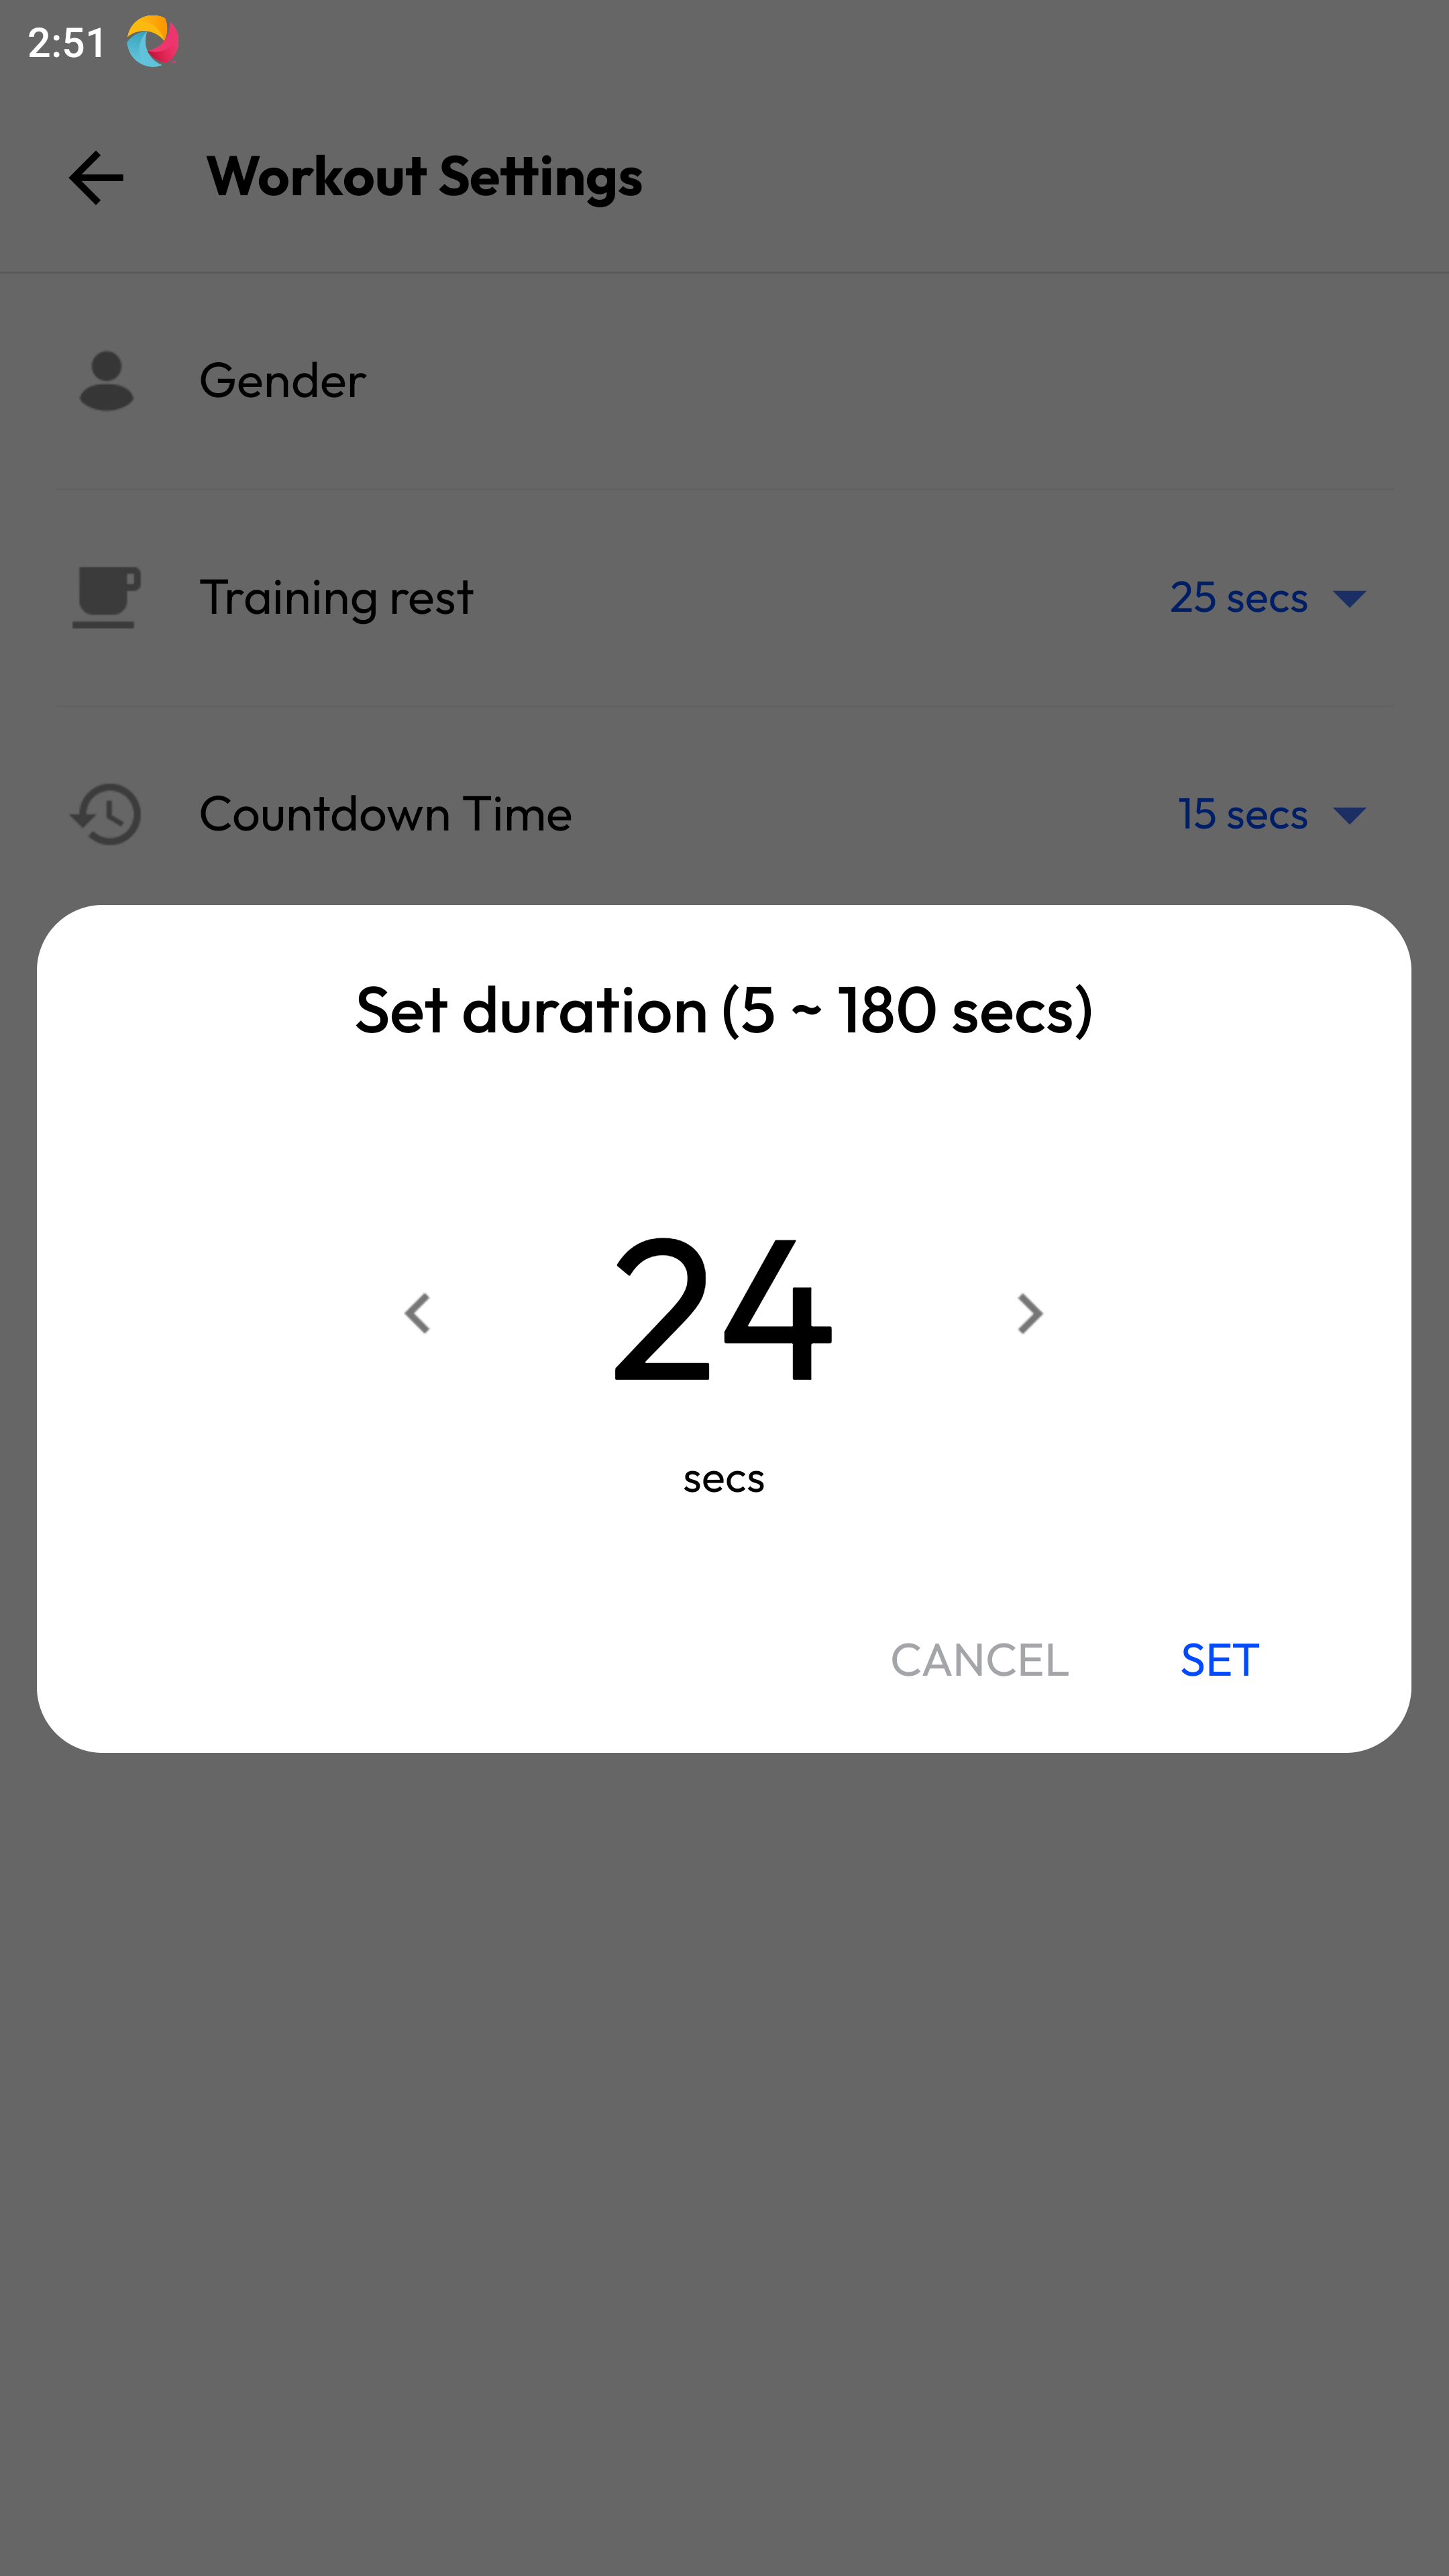 2:51
Workout Settings
Gender
Training rest 25 secs
Countdown Time 15 secs
Set duration (5 ~ 180 secs)
24
secs
CANCEL SET